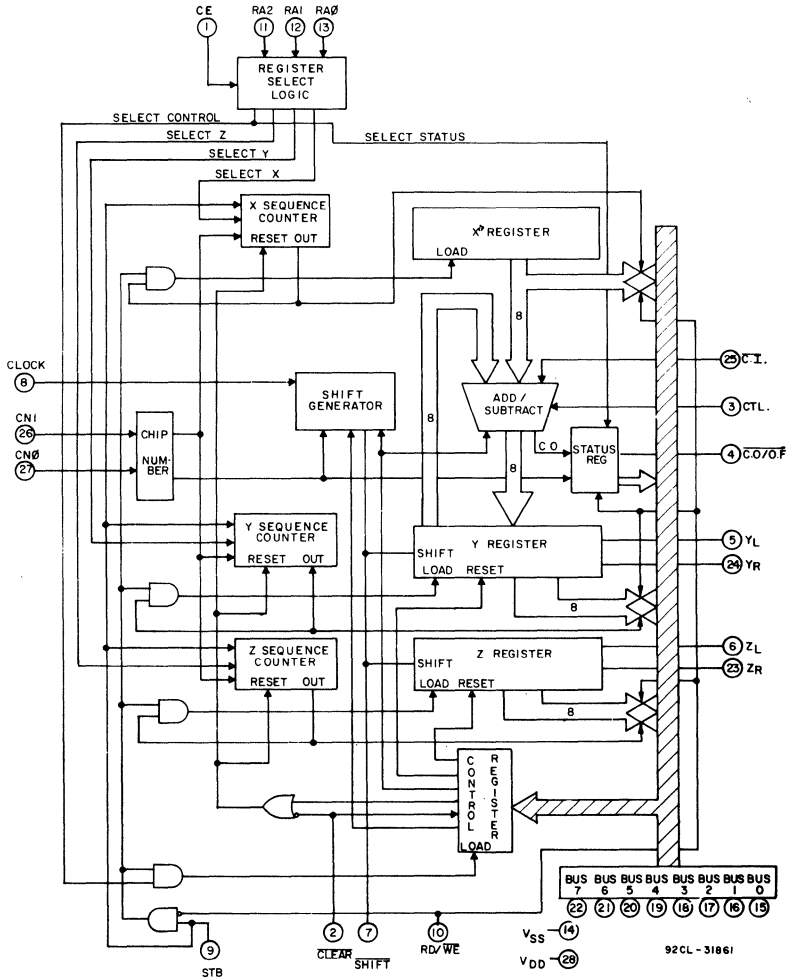 CE RA2 RA1 RAØ
1 11 12 13
REGISTER
SELECT
LOGIC
SELECT CONTROL
SELECT Z
SELECT STATUS
SELECT Y
SELECT X
X SEQUENCE
COUNTER
RESET OUT
REGISTER
LOAD
8
25 C.I.
CLOCK
8
SHIFT
GENERATOR
ADD /
SUBTRACT
8
3 CTL.
CN1
26
CHIP
NUM-
BER
CNØ
27
C O
STATUS
REG
4 C.O/O.F
8
Y SEQUENCE
COUNTER
RESET OUT
Y REGISTER
SHIFT
LOAD RESET
8
5 YL
24 YR
Z SEQUENCE
COUNTER
RESET OUT
Z REGISTER
SHIFT
LOAD RESET
8
6 ZL
23 ZR
CONTROL
REGISTER
LOAD
BUS BUS BUS BUS BUS BUS BUS BUS
7 6 5 4 3 2 1 0
22 21 20 19 18 17 16 15
9
STB
2
CLEAR
7
SHIFT
10
RD/WE
VSS 14
VDD 28
92CL-31861